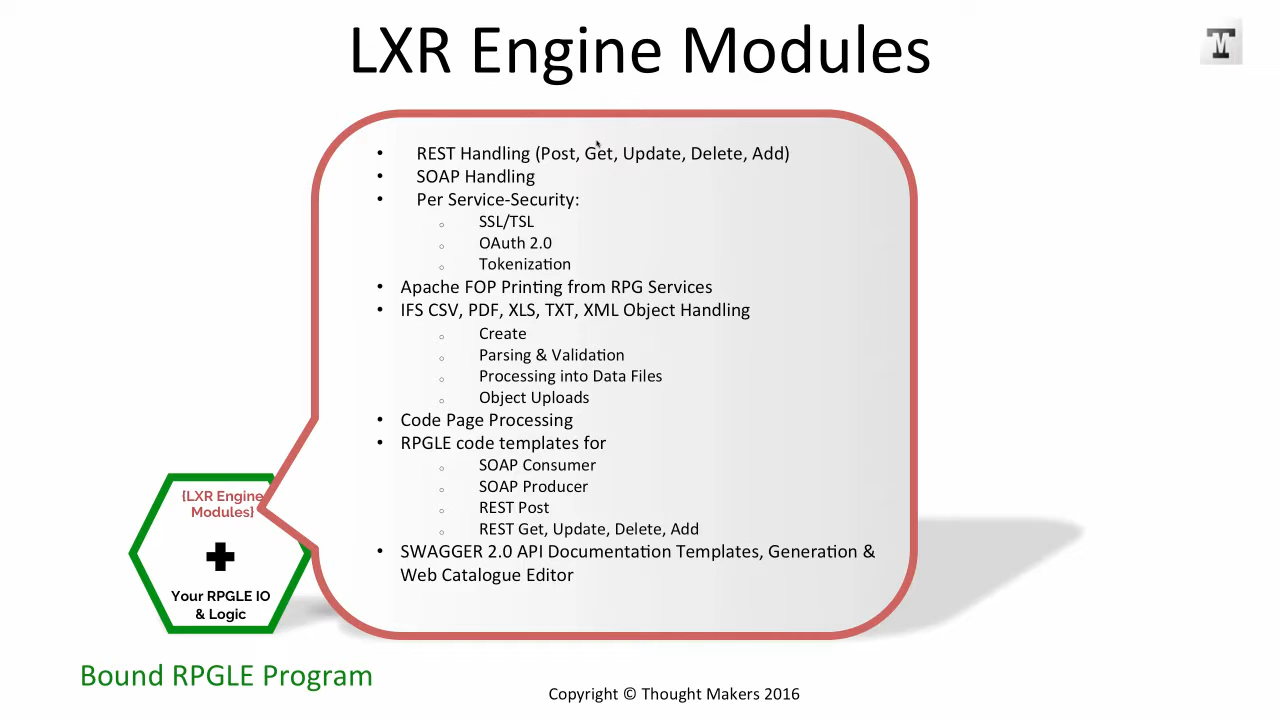 LXR Engine Modules
TM
• REST Handling (Post, Get, Update, Delete, Add)
• SOAP Handling
• Per Service-Security:
○ SSL/TSL
○ OAuth 2.0
○ Tokenization
• Apache FOP Printing from RPG Services
• IFS CSV, PDF, XLS, TXT, XML Object Handling
○ Create
○ Parsing & Validation
○ Processing into Data Files
○ Object Uploads
• Code Page Processing
• RPGLE code templates for
○ SOAP Consumer
○ SOAP Producer
○ REST Post
○ REST Get, Update, Delete, Add
• SWAGGER 2.0 API Documentation Templates, Generation &
Web Catalogue Editor
{LXR Engine
Modules}
+
Your RPGLE IO
& Logic
Bound RPGLE Program
Copyright © Thought Makers 2016